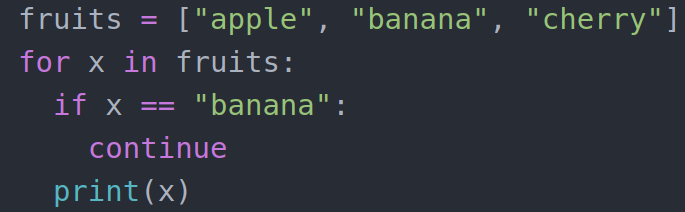 fruits = ["apple", "banana", "cherry"]
for x in fruits:
  if x == "banana":
    continue
  print(x)